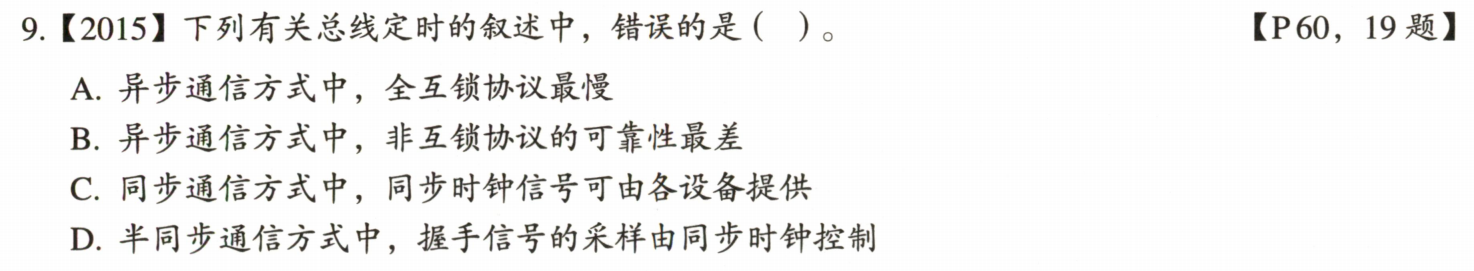 9.【2015】下列有关总线定时的叙述中，错误的是（　）。 【P60，19题】
A. 异步通信方式中，全互锁协议最慢
B. 异步通信方式中，非互锁协议的可靠性最差
C. 同步通信方式中，同步时钟信号可由各设备提供
D. 半同步通信方式中，握手信号的采样由同步时钟控制